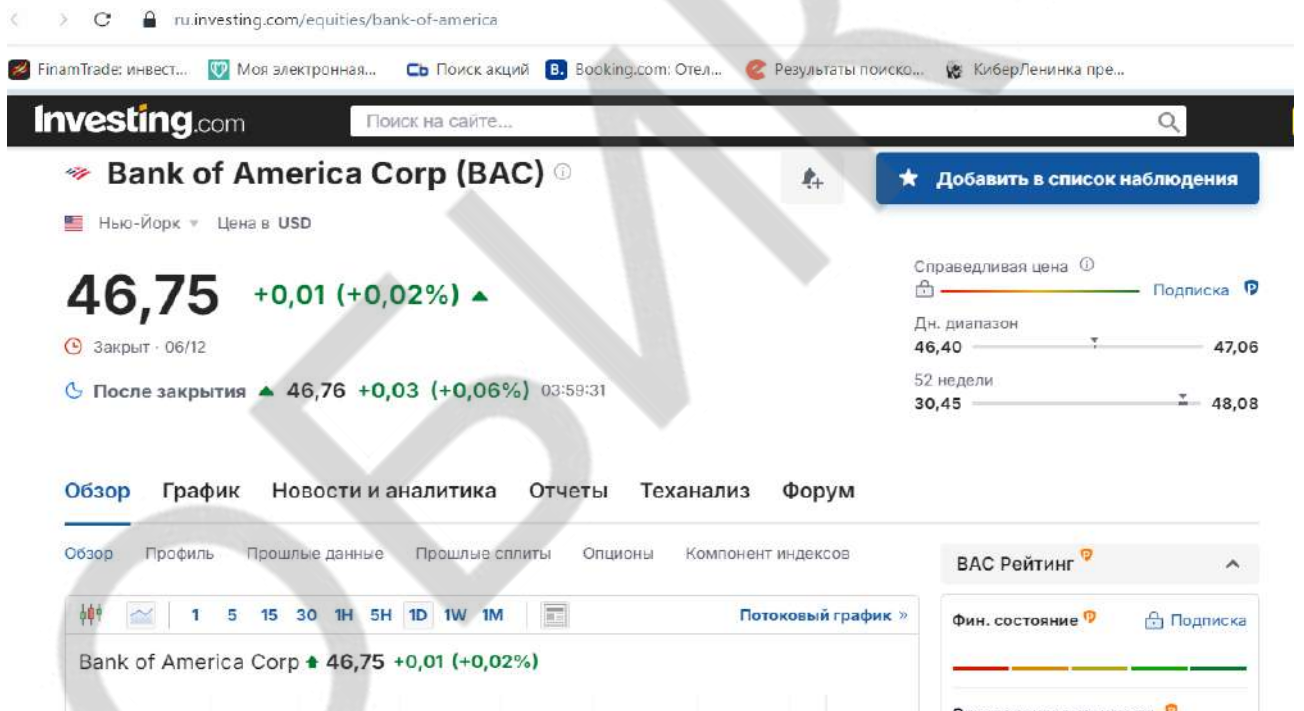 ru.investing.com/equities/bank-of-america
FinamTrade: инвест... Моя электронная... Сь Поиск акций B. Booking.com: Отел... Результаты поиско... КиберЛенинка пре...
Investing.com Поиск на сайте...
Bank of America Corp (BAC)
Добавить в список наблюдения
Нью-Йорк Цена в USD
46,75 +0,01 (+0,02%)
Справедливая цена
Подписка
Закрыт · 06/12
Дн. диапазон
46,40 47,06
После закрытия 46,76 +0,03 (+0,06%) 03:59:31
52 недели
30,45 48,08
Обзор График Новости и аналитика Отчеты Теханализ Форум
Обзор Профиль Прошлые данные Прошлые сплиты Опционы Компонент индексов
BAC Рейтинг
1 5 15 30 1H 5H 1D 1W 1M Потоковый график »
Фин. состояние Подписка
Bank of America Corp 46,75 +0,01 (+0,02%)